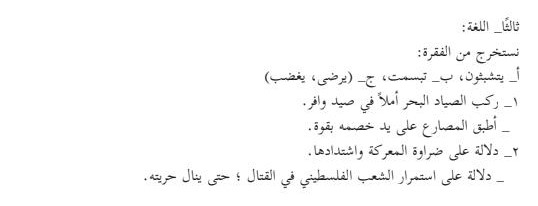 ثالثًا_ اللغة:
نستخرج من الفقرة:
أ_ يتشبثون، ب_ تبسمت، ج_ (يرضى، يغضب)
١_ ركب الصياد البحر أملاً في صيد وافر.
_ أطبق المصارع على يد خصمه بقوة.
٢_ دلالة على ضراوة المعركة واشتدادها.
_ دلالة على استمرار الشعب الفلسطيني في القتال ؛ حتى ينال حريته.